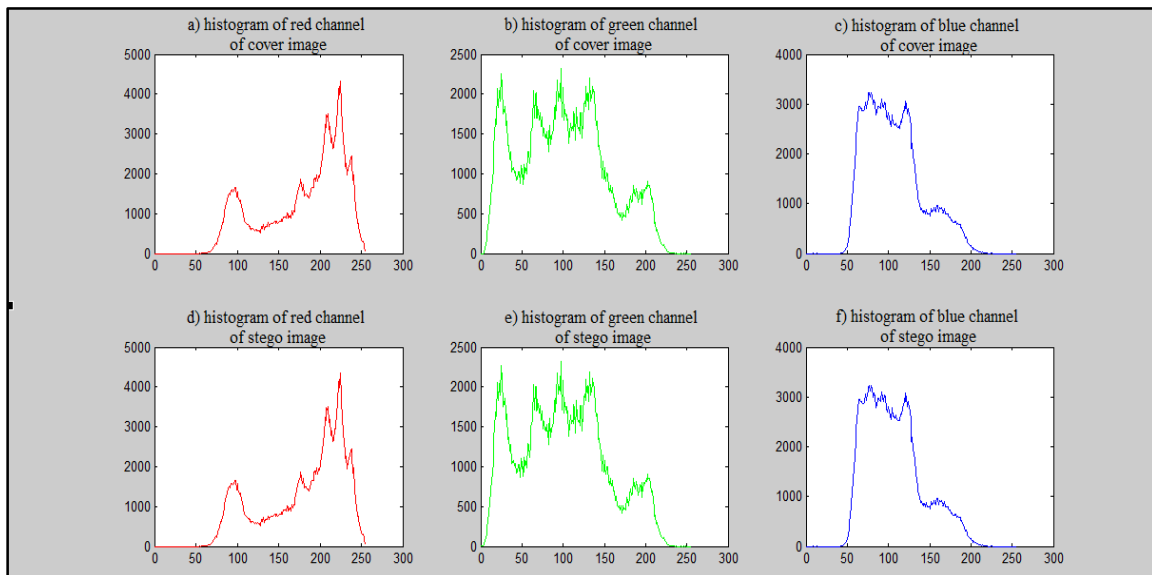 a) histogram of red channel
of cover image
b) histogram of green channel
of cover image
c) histogram of blue channel
of cover image
5000
4000
3000
2000
1000
0
0 50 100 150 200 250 300
2500
2000
1500
1000
500
0
0 50 100 150 200 250 300
4000
3000
2000
1000
0
0 50 100 150 200 250 300
d) histogram of red channel
of stego image
e) histogram of green channel
of stego image
f) histogram of blue channel
of stego image
5000
4000
3000
2000
1000
0
0 50 100 150 200 250 300
2500
2000
1500
1000
500
0
0 50 100 150 200 250 300
4000
3000
2000
1000
0
0 50 100 150 200 250 300